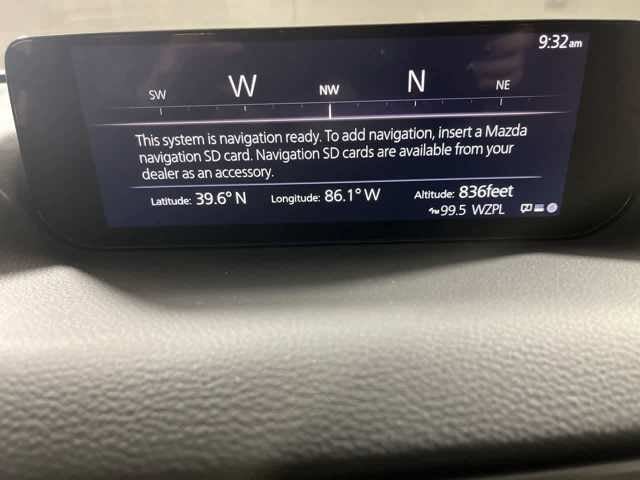 9:32am
SW W NW N NE
This system is navigation ready. To add navigation, insert a Mazda
navigation SD card. Navigation SD cards are available from your
dealer as an accessory.
Latitude: 39.6° N Longitude: 86.1° W Altitude: 836feet
99.5 WZPL